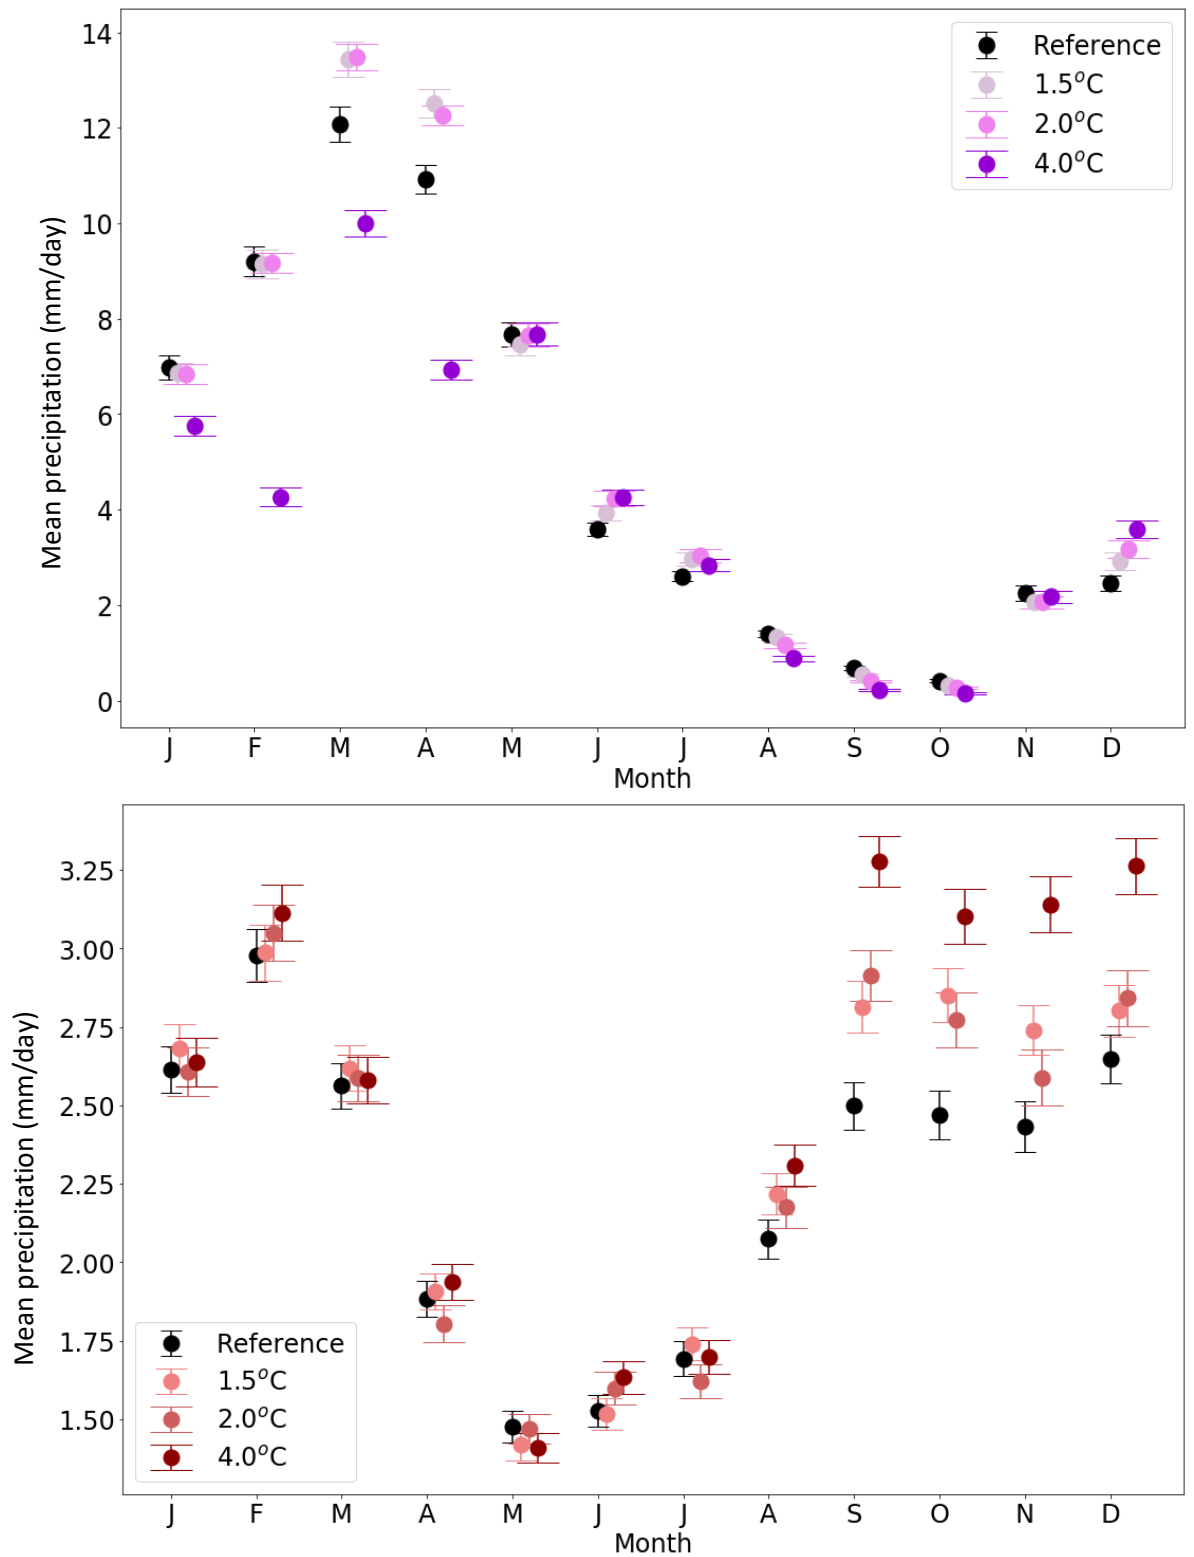 14
12
10
8
6
4
2
0
Mean precipitation (mm/day)
Reference
1.5°C
2.0°C
4.0°C
J F M A M J J A S O N D
Month
3.25
3.00
2.75
2.50
2.25
2.00
1.75
1.50
Mean precipitation (mm/day)
Reference
1.5°C
2.0°C
4.0°C
J F M A M J J A S O N D
Month